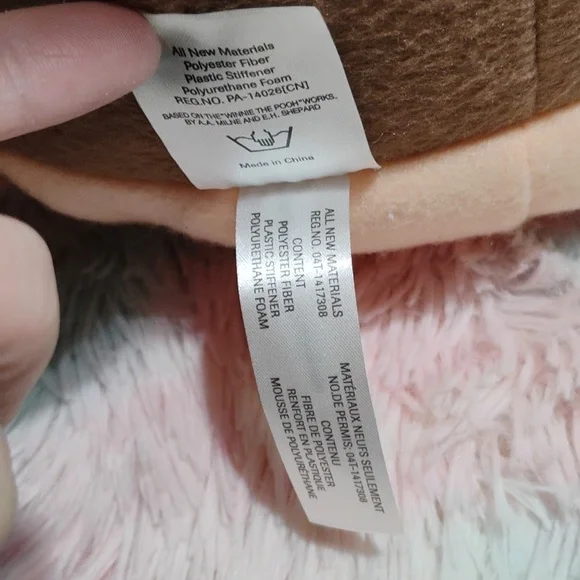 All New Materials
Polyester Fiber
Plastic Stiffener
Polyurethane Foam
REG.NO. PA-14026[CN]
BASED ON THE "WINNIE THE POOH" WORKS,
BY A.A. MILNE AND E.H. SHEPARD
Made in China
ALL NEW MATERIALS
REG.NO. 04T-1417308
CONTENT
POLYESTER FIBER
PLASTIC STIFFENER
POLYURETHANE FOAM
MATÉRIAUX NEUFS SEULEMENT
NO.DE PERMIS: 04T-1417308
CONTENU
FIBRE DE POLYESTER
RENFORT EN PLASTIQUE
MOUSSE DE POLYURÉTHANE